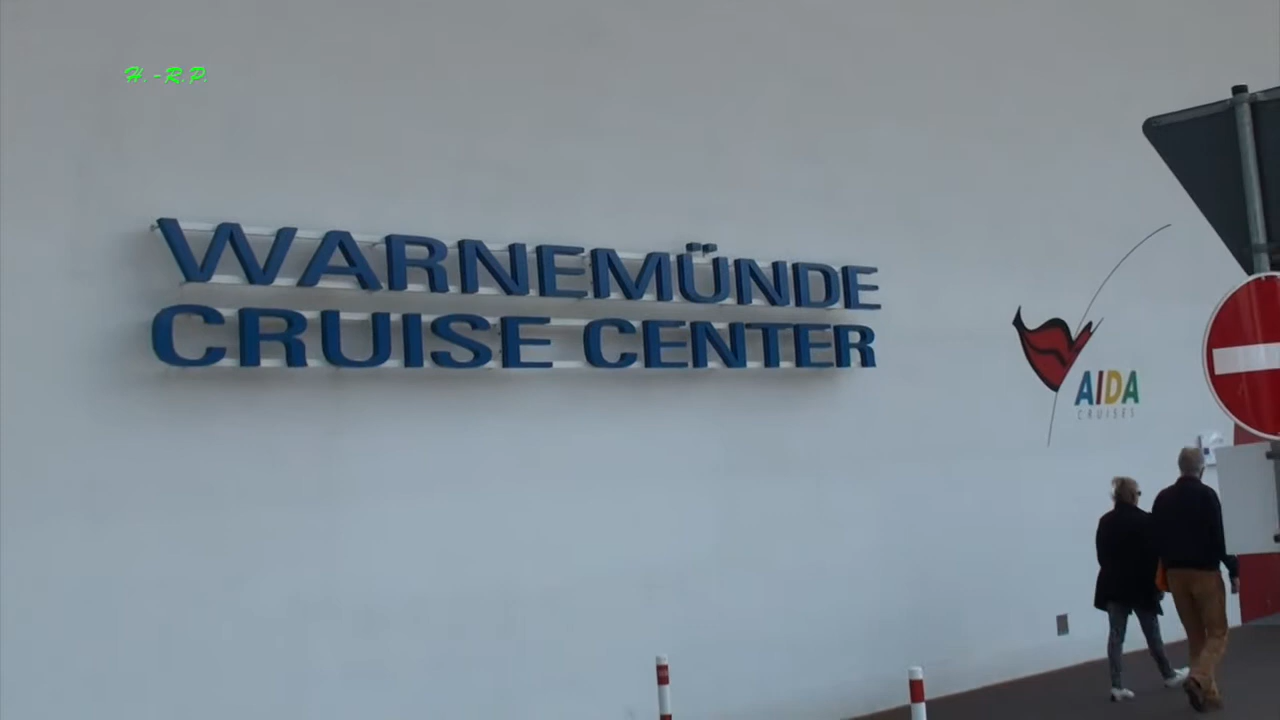 H.-R.P.
WARNEMÜNDE
CRUISE CENTER
AIDA
CRUISES